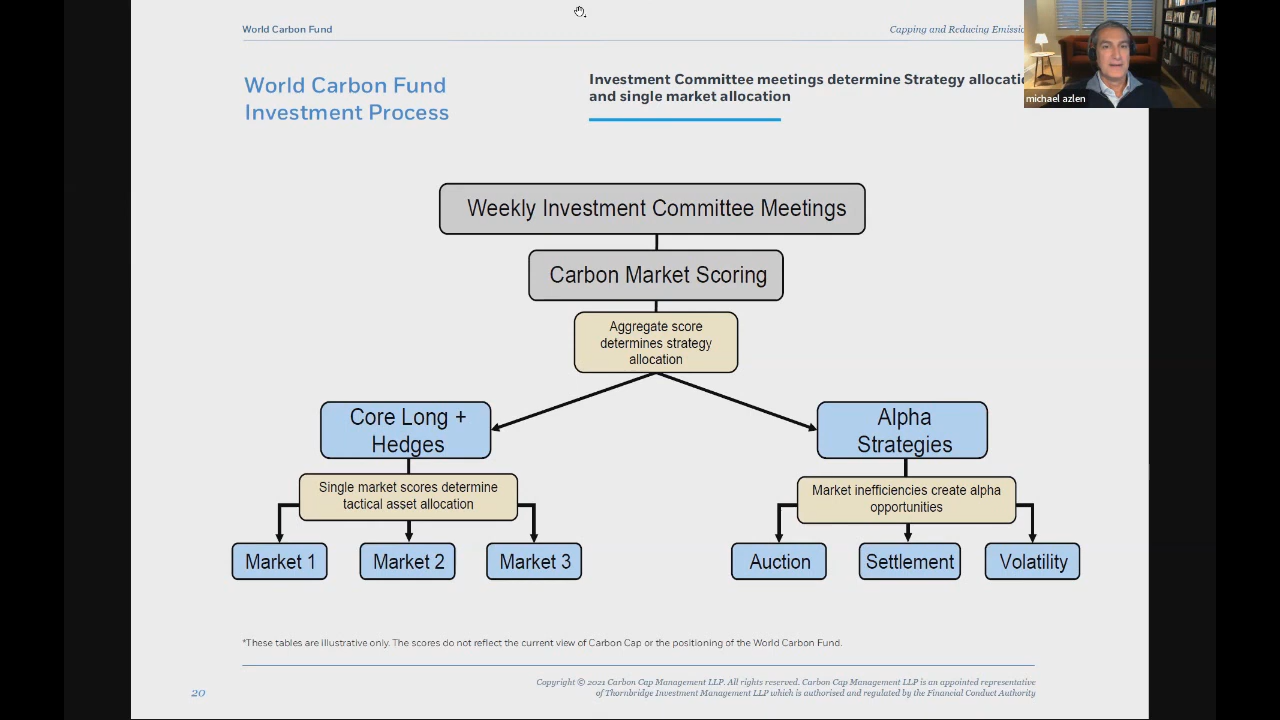 World Carbon Fund
Capping and Reducing
World Carbon Fund
Investment Process
Investment Committee meetings determine Strategy
and single market allocation
michael azlen
Weekly Investment Committee Meetings
Carbon Market Scoring
Aggregate score
determines strategy
allocation
Core Long +
Hedges
Alpha
Strategies
Single market scores determine
tactical asset allocation
Market inefficiencies create alpha
opportunities
Market 1
Market 2
Market 3
Auction
Settlement
Volatility
*These tables are illustrative only. The scores do not reflect the current view of Carbon Cap or the positioning of the World Carbon Fund.
Copyright © 2021 Carbon Cap Management LLP. All rights reserved. Carbon Cap Management LLP is an appointed representative
of Thornbridge Investment Management LLP which is authorised and regulated by the Financial Conduct Authority
20